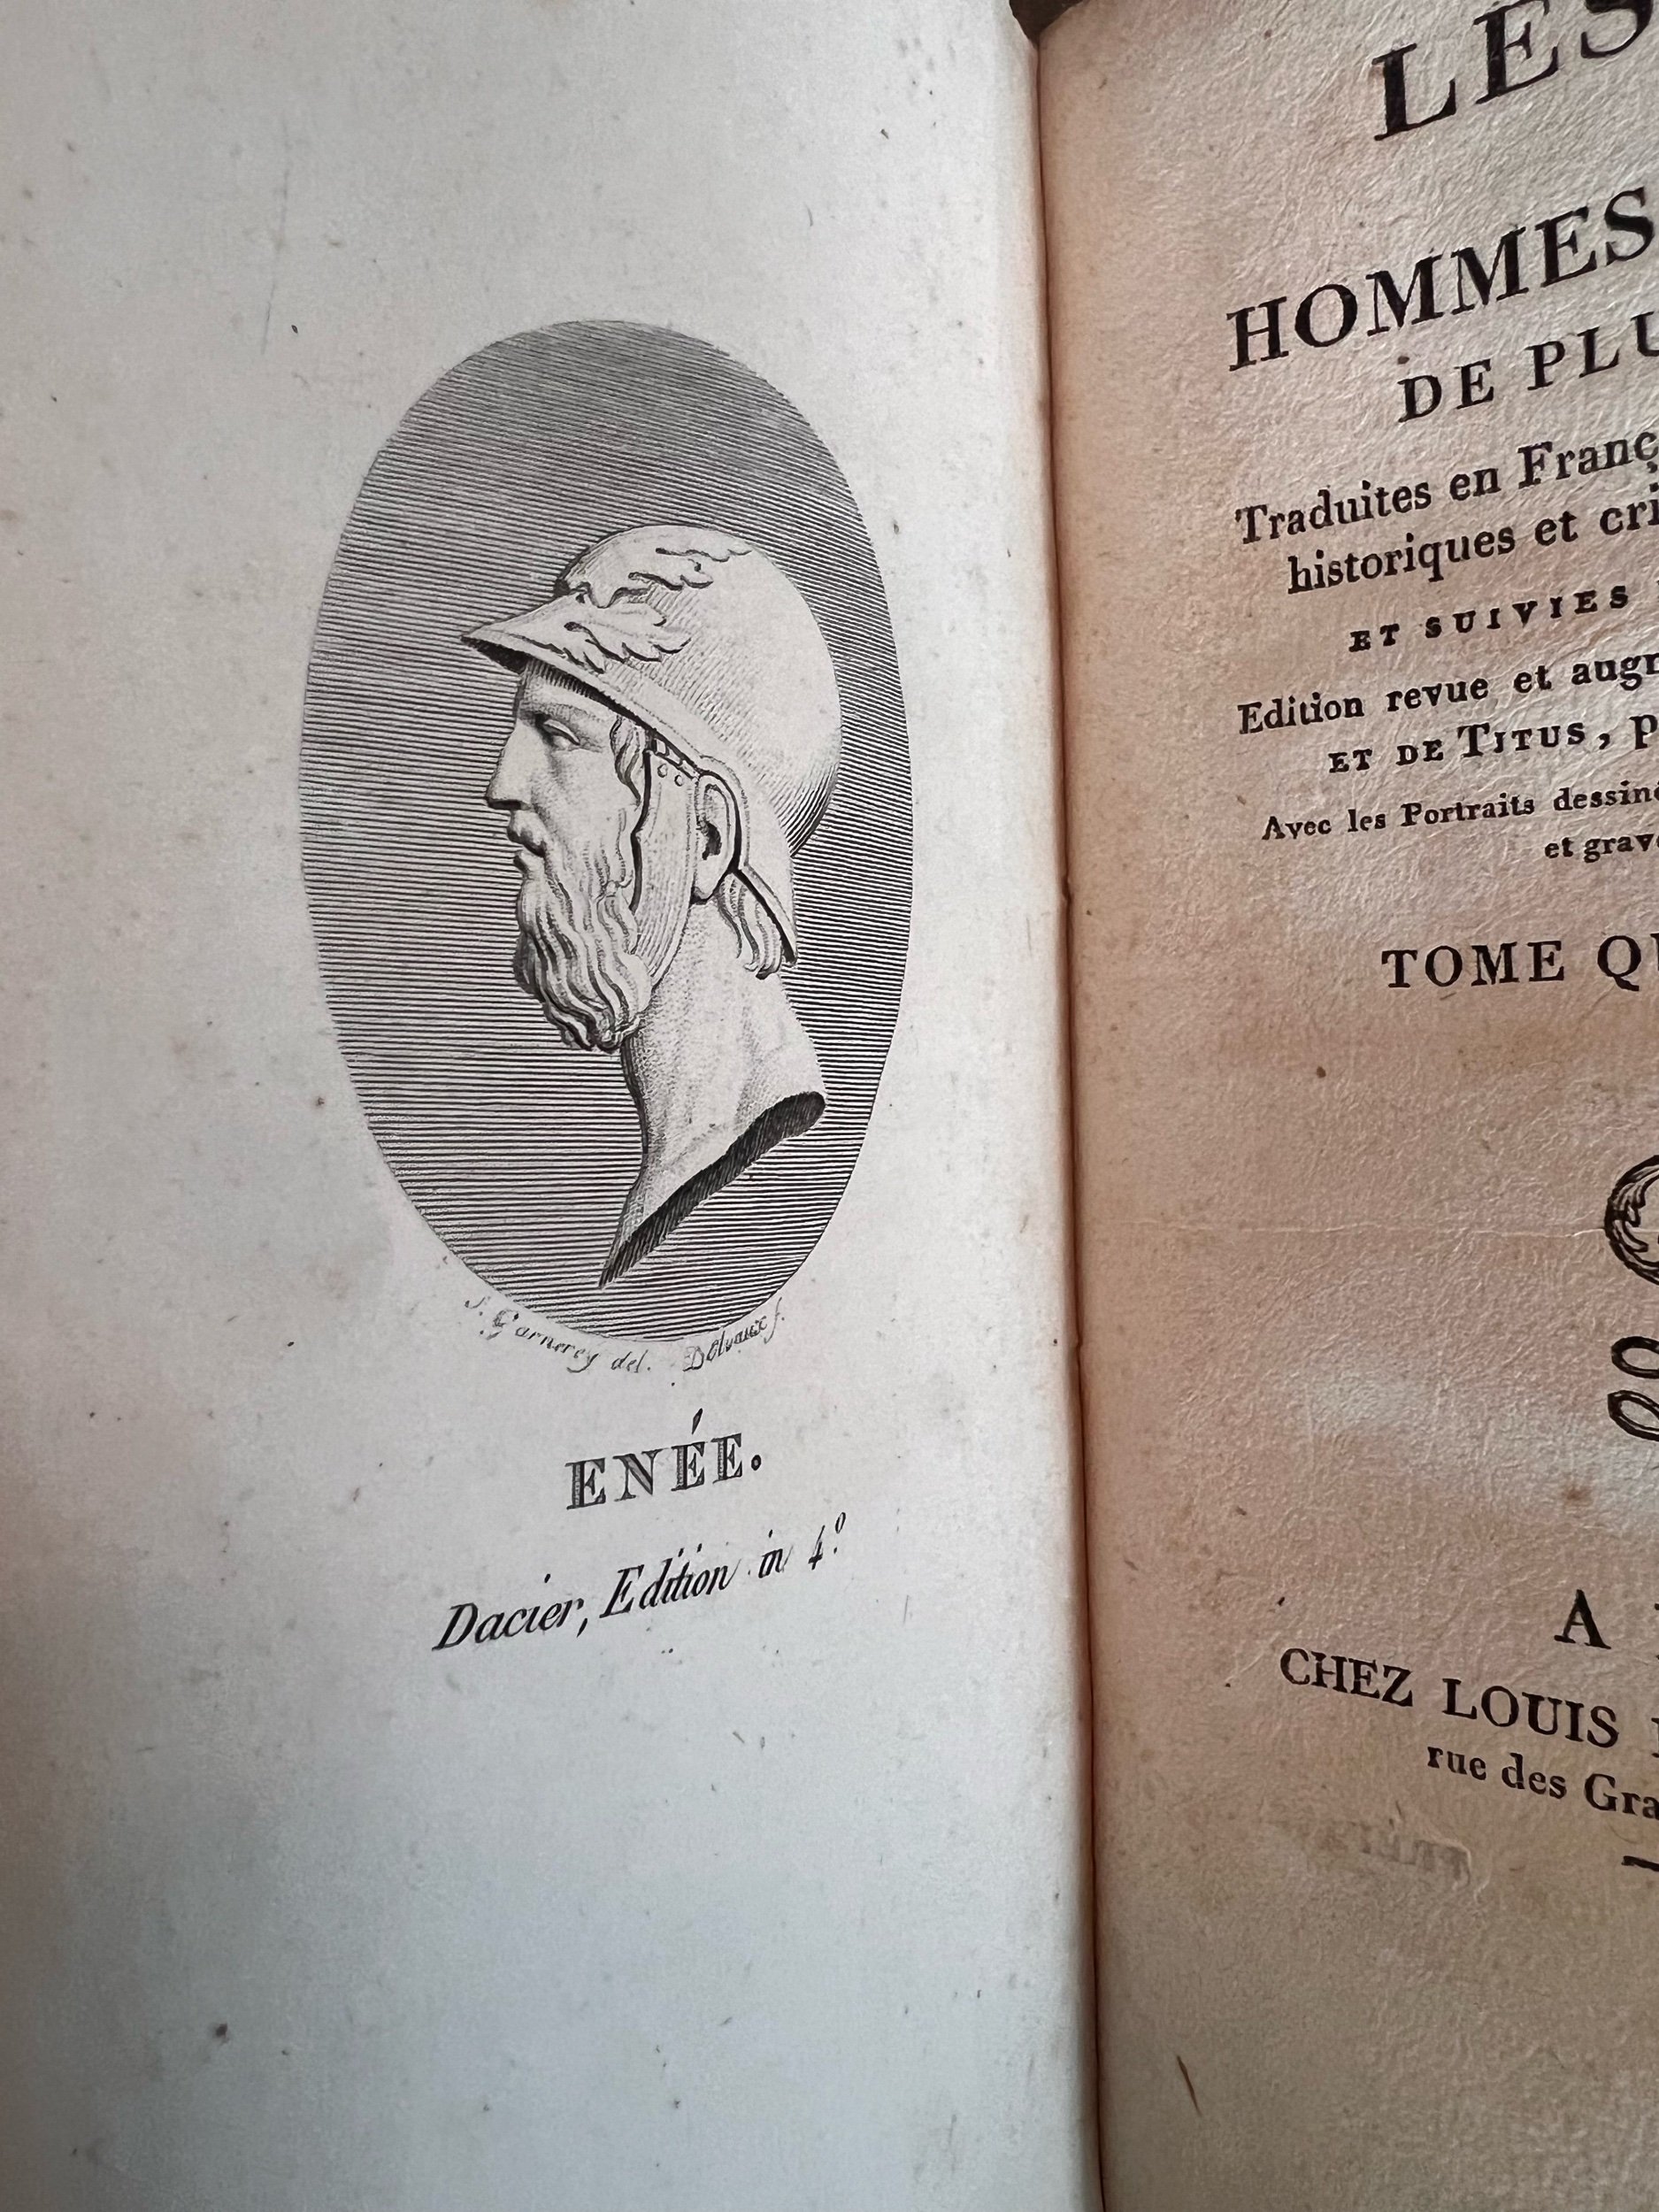 S. Garnerey del. Delvaux f.
ENÉE.
Dacier, Edition in 4.º
LES
HOMMES
DE PLU
Traduites en Franç
historiques et cri
ET SUIVIES
Edition revue et aug
ET DE TITUS, p
Avec les Portraits dessiné
et grav
TOME QU
A
CHEZ LOUIS
rue des Gra